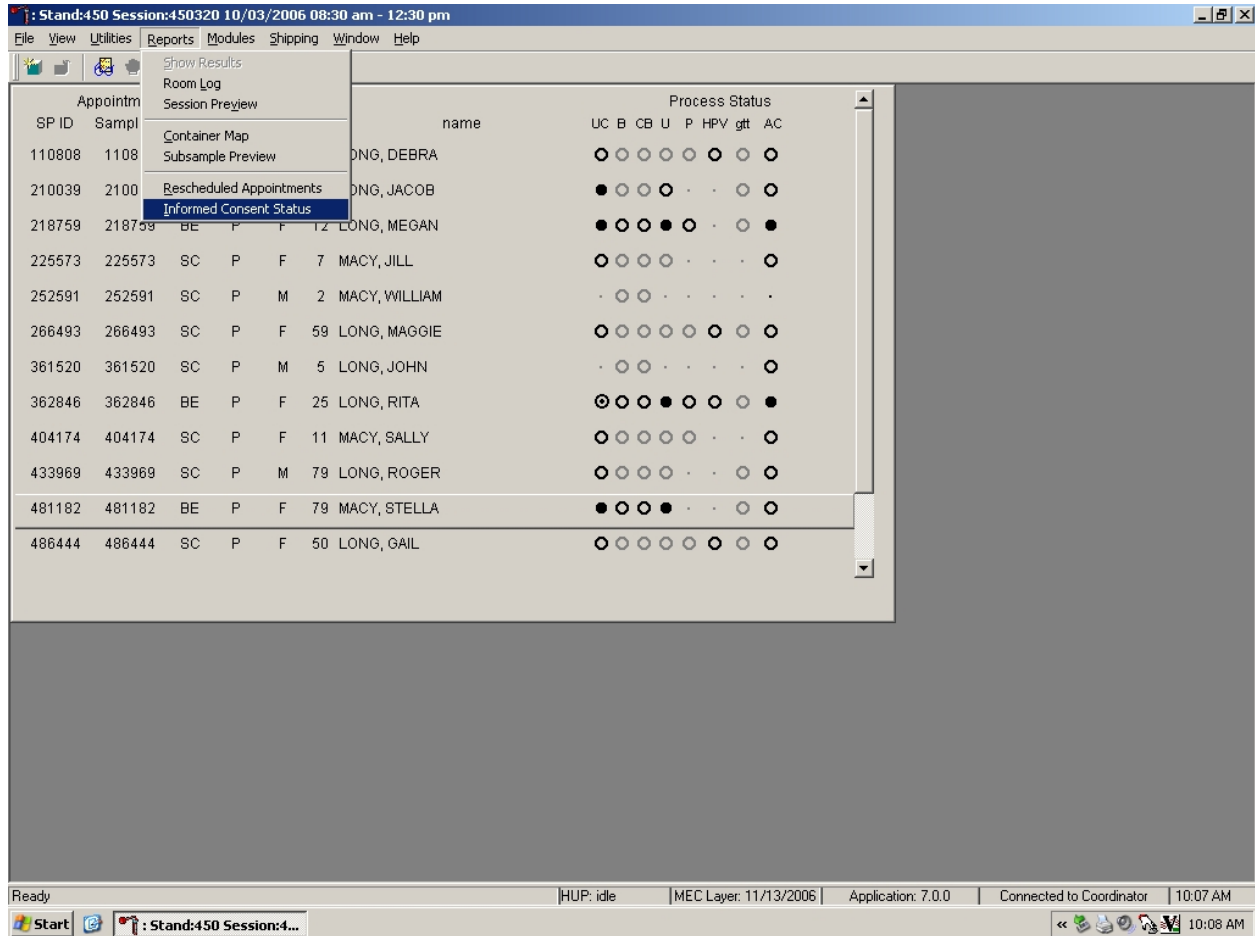 : Stand:450 Session:450320 10/03/2006 08:30 am - 12:30 pm
File View Utilities Reports Modules Shipping Window Help
Show Results
Room Log
Session Preview
Container Map
Subsample Preview
Rescheduled Appointments
Informed Consent Status
Appointm Process Status
SP ID Sampl name UC B CB U P HPV gtt AC
110808 1108 ONG, DEBRA
210039 2100 ONG, JACOB
218759 218759 BE P F 12 LONG, MEGAN
225573 225573 SC P F 7 MACY, JILL
252591 252591 SC P M 2 MACY, WILLIAM
266493 266493 SC P F 59 LONG, MAGGIE
361520 361520 SC P M 5 LONG, JOHN
362846 362846 BE P F 25 LONG, RITA
404174 404174 SC P F 11 MACY, SALLY
433969 433969 SC P M 79 LONG, ROGER
481182 481182 BE P F 79 MACY, STELLA
486444 486444 SC P F 50 LONG, GAIL
Ready HUP: idle MEC Layer: 11/13/2006 Application: 7.0.0 Connected to Coordinator 10:07 AM
Start : Stand:450 Session:4... « 10:08 AM